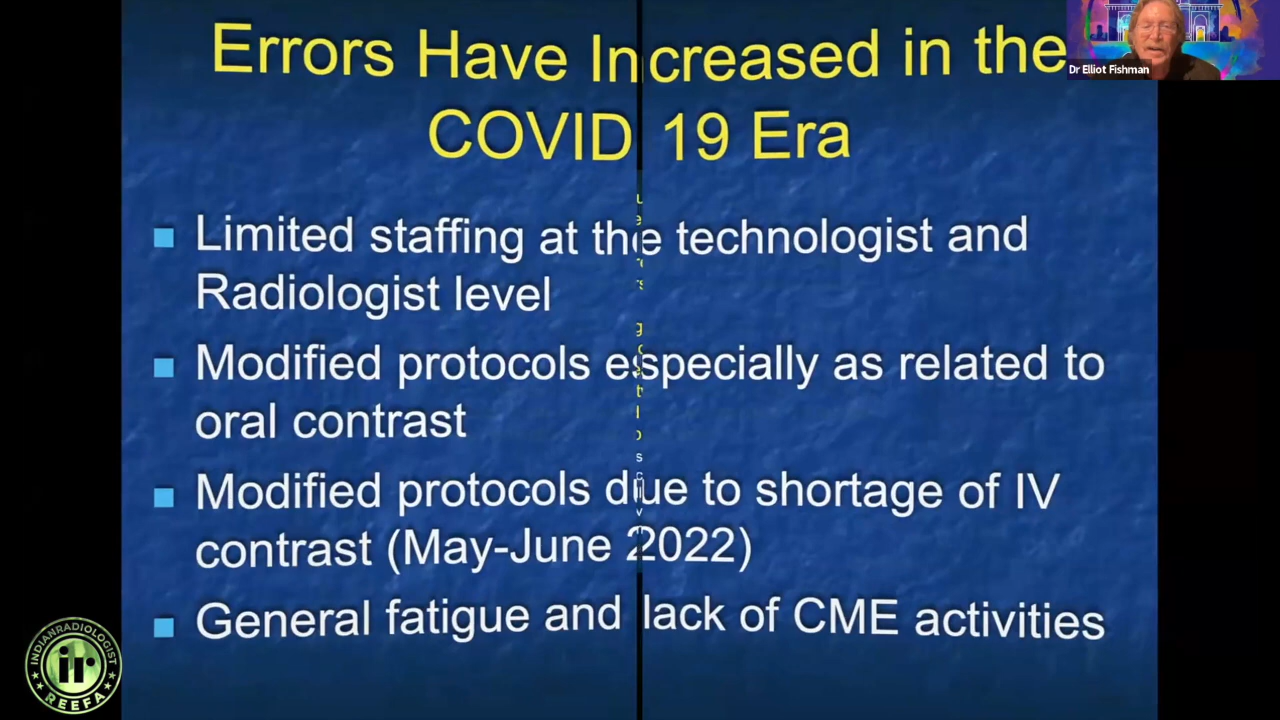 Errors Have Increased in the
COVID 19 Era
Dr Elliot Fishman
Limited staffing at the technologist and
Radiologist level
Modified protocols especially as related to
oral contrast
Modified protocols due to shortage of IV
contrast (May-June 2022)
General fatigue and lack of CME activities
INDIANRADIOLOGIST
ir
REEFA